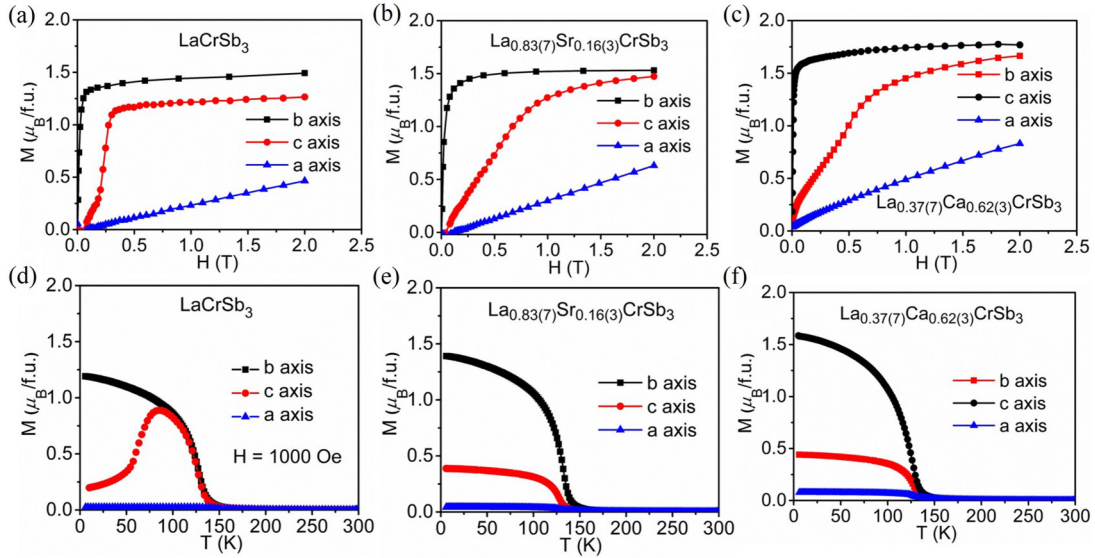 (a)
LaCrSb₃
2.0
1.5
1.0
0.5
0.0
M (μ_B/f.u.)
b axis
c axis
a axis
0.0 0.5 1.0 1.5 2.0 2.5
H (T)
(b)
La₀.₈₃₍₇₎Sr₀.₁₆₍₃₎CrSb₃
2.0
1.5
1.0
0.5
0.0
M (μ_B/f.u.)
b axis
c axis
a axis
0.0 0.5 1.0 1.5 2.0 2.5
H (T)
(c)
2.0
1.5
1.0
0.5
0.0
M (μ_B/f.u.)
b axis
c axis
a axis
La₀.₃₇₍₇₎Ca₀.₆₂₍₃₎CrSb₃
0.0 0.5 1.0 1.5 2.0 2.5
H (T)
(d)
LaCrSb₃
2.0
1.5
1.0
0.5
0.0
M (μ_B/f.u.)
b axis
c axis
a axis
H = 1000 Oe
0 50 100 150 200 250 300
T (K)
(e)
La₀.₈₃₍₇₎Sr₀.₁₆₍₃₎CrSb₃
2.0
1.5
1.0
0.5
0.0
M (μ_B/f.u.)
b axis
c axis
a axis
0 50 100 150 200 250 300
T (K)
(f)
La₀.₃₇₍₇₎Ca₀.₆₂₍₃₎CrSb₃
2.0
1.5
1.0
0.5
0.0
M (μ_B/f.u.)
b axis
c axis
a axis
0 50 100 150 200 250 300
T (K)